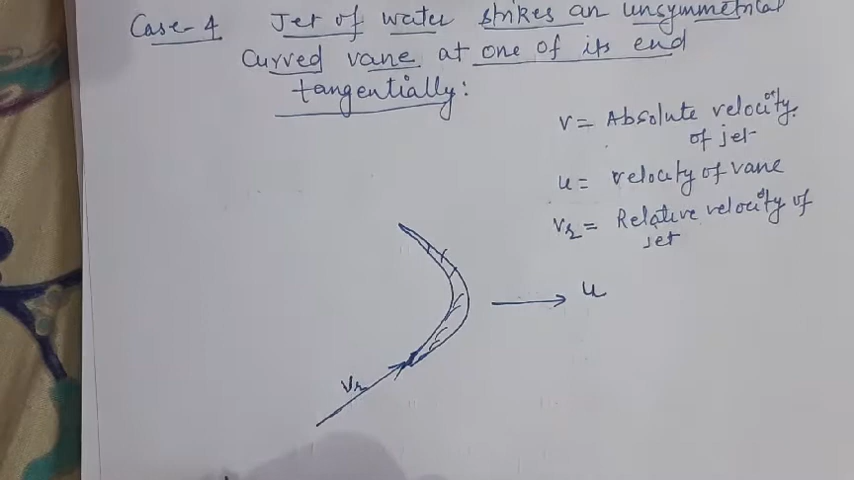 Case-4 Jet of water strikes an unsymmetrical
curved vane at one of its end
tangentially:
V = Absolute velocity
of jet
u = velocity of vane
Vr = Relative velocity of
jet
u
Vr